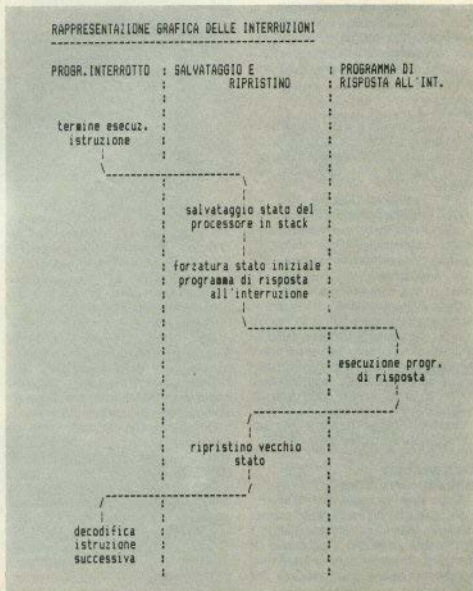 RAPPRESENTAZIONE GRAFICA DELLE INTERRUZIONI
PROGR.INTERROTTO : SALVATAGGIO E : PROGRAMMA DI
RIPRISTINO : RISPOSTA ALL'INT.
termine esecuz.
istruzione
salvataggio stato del
processore in stack
forzatura stato iniziale
programma di risposta
all'interruzione
esecuzione progr.
di risposta
ripristino vecchio
stato
decodifica
istruzione
successiva